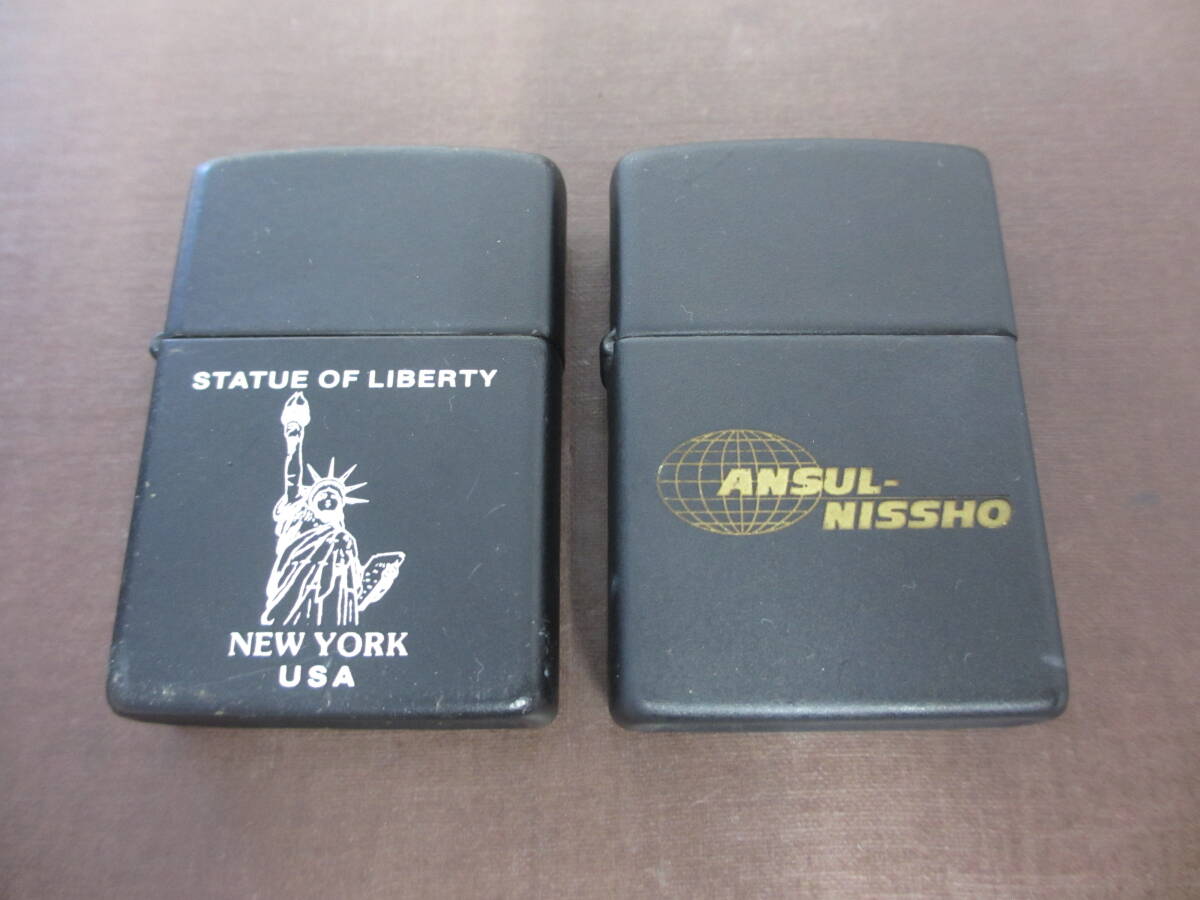 STATUE OF LIBERTY
NEW YORK
USA
ANSUL-
NISSHO